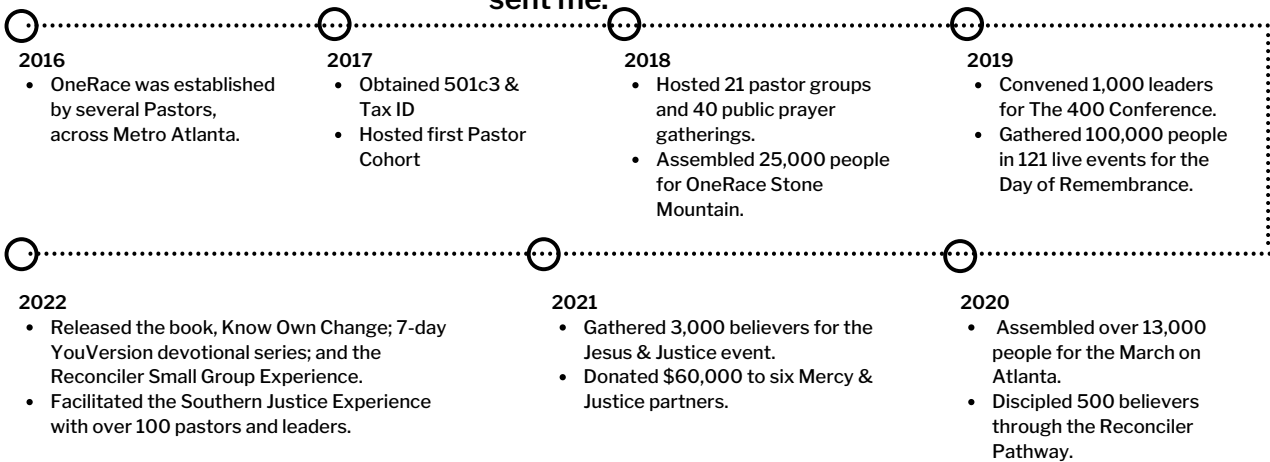 sent me.
2016
• OneRace was established
by several Pastors,
across Metro Atlanta.
2017
• Obtained 501c3 &
Tax ID
• Hosted first Pastor
Cohort
2018
• Hosted 21 pastor groups
and 40 public prayer
gatherings.
• Assembled 25,000 people
for OneRace Stone
Mountain.
2019
• Convened 1,000 leaders
for The 400 Conference.
• Gathered 100,000 people
in 121 live events for the
Day of Remembrance.
2022
• Released the book, Know Own Change; 7-day
YouVersion devotional series; and the
Reconciler Small Group Experience.
• Facilitated the Southern Justice Experience
with over 100 pastors and leaders.
2021
• Gathered 3,000 believers for the
Jesus & Justice event.
• Donated $60,000 to six Mercy &
Justice partners.
2020
• Assembled over 13,000
people for the March on
Atlanta.
• Discipled 500 believers
through the Reconciler
Pathway.